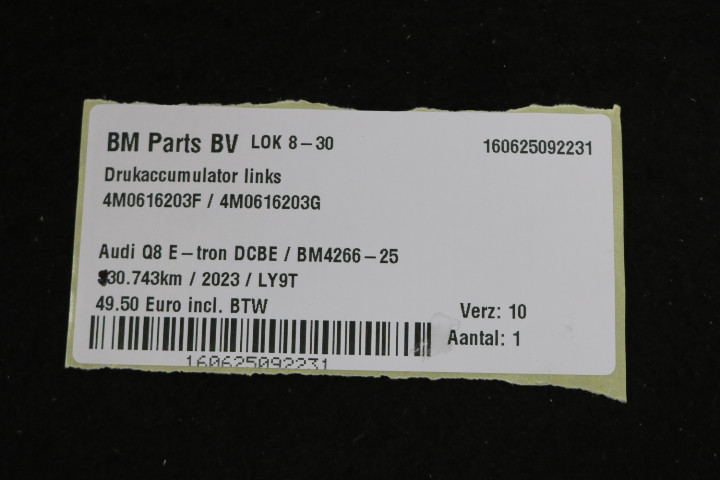 BM Parts BV LOK 8-30 160625092231
Drukaccumulator links
4M0616203F / 4M0616203G
Audi Q8 E-tron DCBE / BM4266-25
30.743km / 2023 / LY9T
49.50 Euro incl. BTW
Verz: 10
Aantal: 1
160625092231